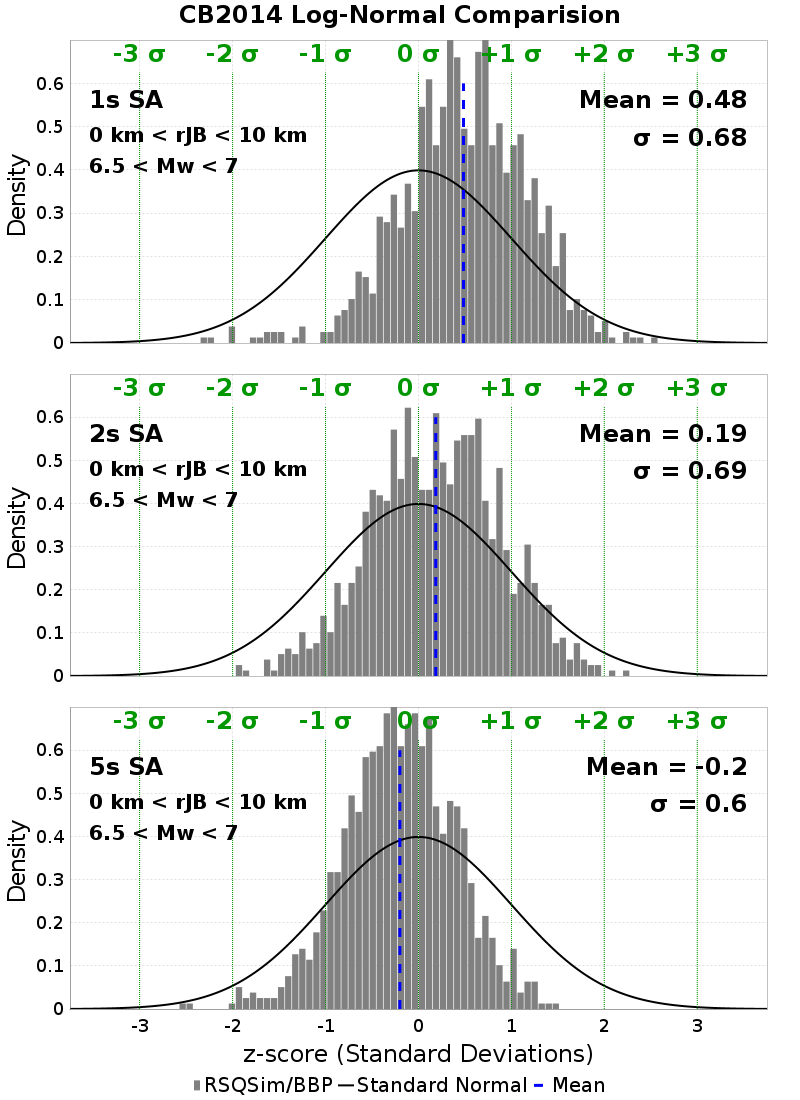 CB2014 Log-Normal Comparision
-3 σ -2 σ -1 σ 0 σ +1 σ +2 σ +3 σ
1s SA
0 km < rJB < 10 km
6.5 < Mw < 7
Mean = 0.48
σ = 0.68
Density
0.6
0.5
0.4
0.3
0.2
0.1
0
-3 σ -2 σ -1 σ 0 σ +1 σ +2 σ +3 σ
2s SA
0 km < rJB < 10 km
6.5 < Mw < 7
Mean = 0.19
σ = 0.69
Density
0.6
0.5
0.4
0.3
0.2
0.1
0
-3 σ -2 σ -1 σ 0 σ +1 σ +2 σ +3 σ
5s SA
0 km < rJB < 10 km
6.5 < Mw < 7
Mean = -0.2
σ = 0.6
Density
0.6
0.5
0.4
0.3
0.2
0.1
0
-3 -2 -1 0 1 2 3
z-score (Standard Deviations)
RSQSim/BBP Standard Normal Mean